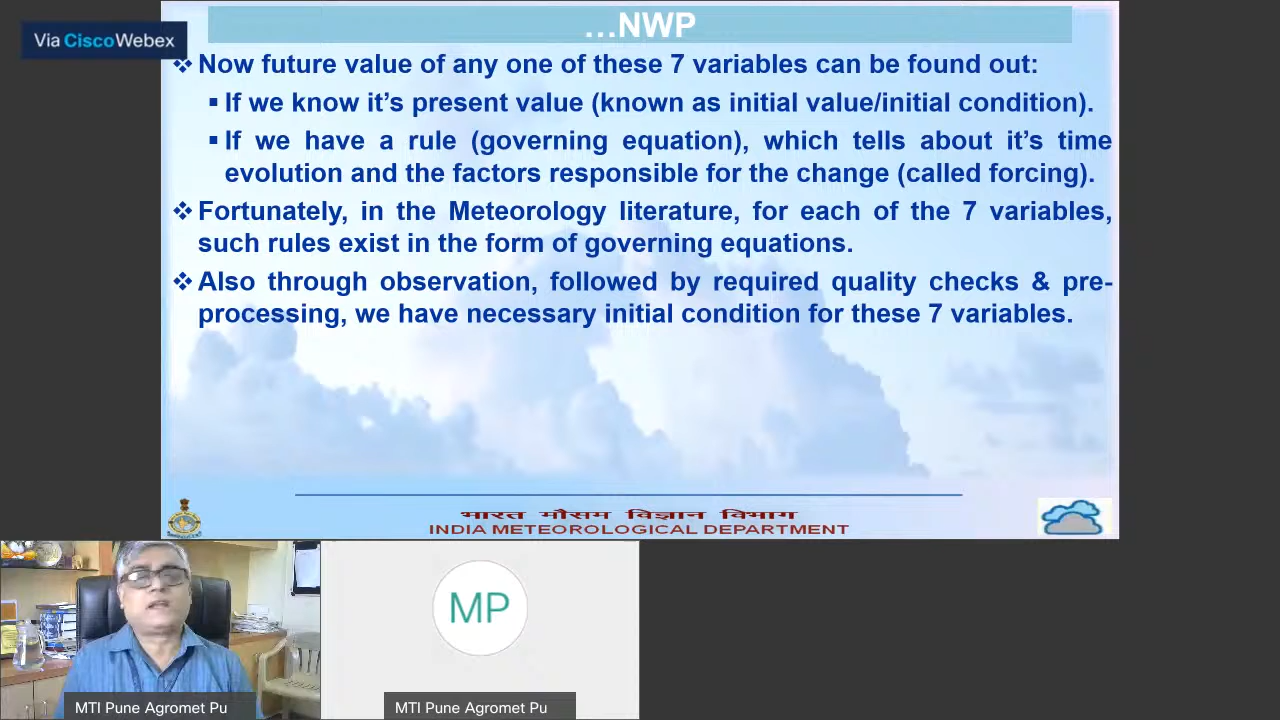 Via CiscoWebex
...NWP
❖ Now future value of any one of these 7 variables can be found out:
▪ If we know it's present value (known as initial value/initial condition).
▪ If we have a rule (governing equation), which tells about it's time
evolution and the factors responsible for the change (called forcing).
❖ Fortunately, in the Meteorology literature, for each of the 7 variables,
such rules exist in the form of governing equations.
❖ Also through observation, followed by required quality checks & pre-
processing, we have necessary initial condition for these 7 variables.
भारत मौसम विज्ञान विभाग
INDIA METEOROLOGICAL DEPARTMENT
MP
MTI Pune Agromet Pu
MTI Pune Agromet Pu